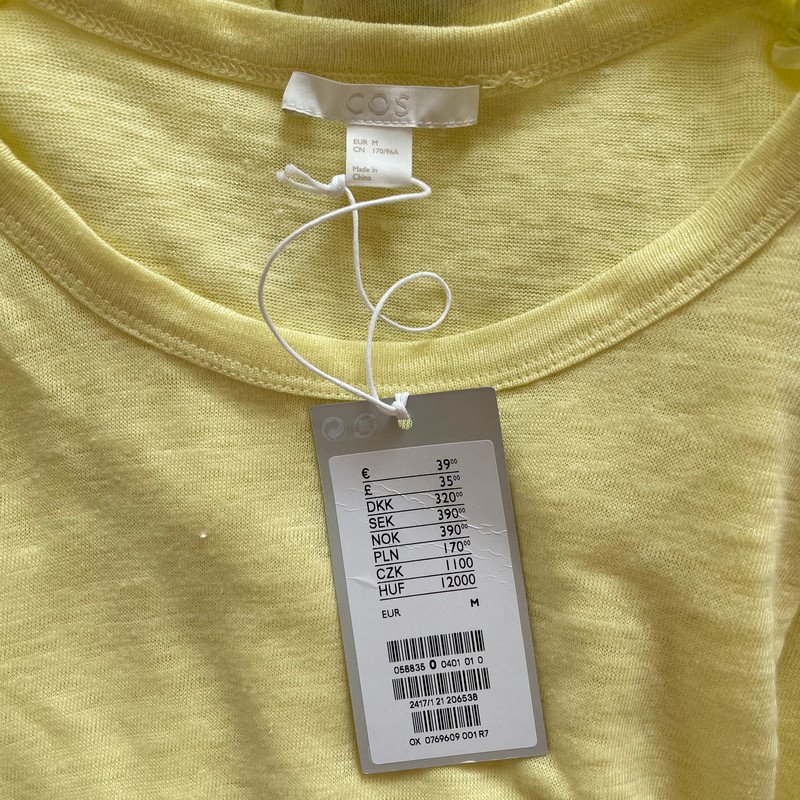 COS
EUR M
CN 170/96A
Made in
China
€ 39 00
£ 35 00
DKK 320 00
SEK 390 00
NOK 390 00
PLN 170 00
CZK 1100
HUF 12000
EUR M
058835 0 0401 01 0
2417/1 21 206538
OX 0769609 001 R7